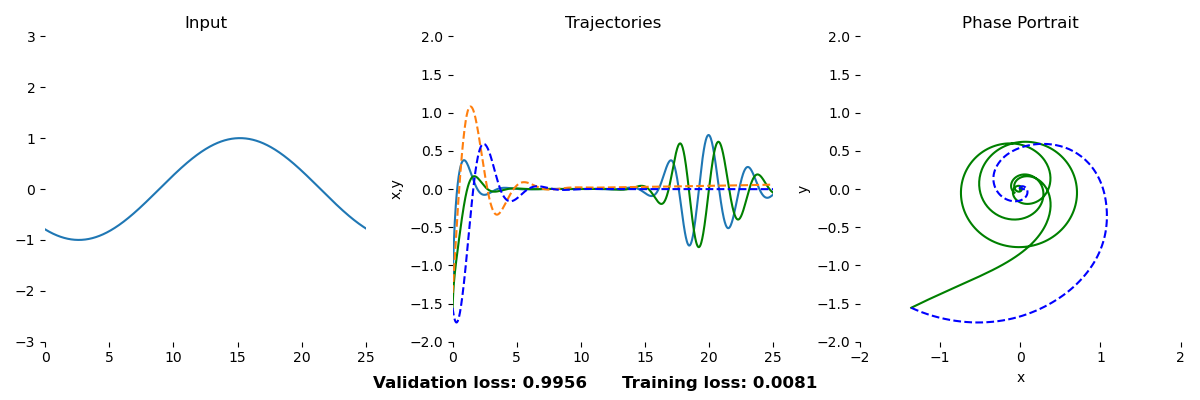 Input
Trajectories
Phase Portrait
3
2
1
0
−1
−2
−3
0 5 10 15 20 25
x,y
2.0
1.5
1.0
0.5
0.0
−0.5
−1.0
−1.5
−2.0
0 5 10 15 20 25
y
2.0
1.5
1.0
0.5
0.0
−0.5
−1.0
−1.5
−2.0
−2 −1 0 1 2
x
Validation loss: 0.9956 Training loss: 0.0081